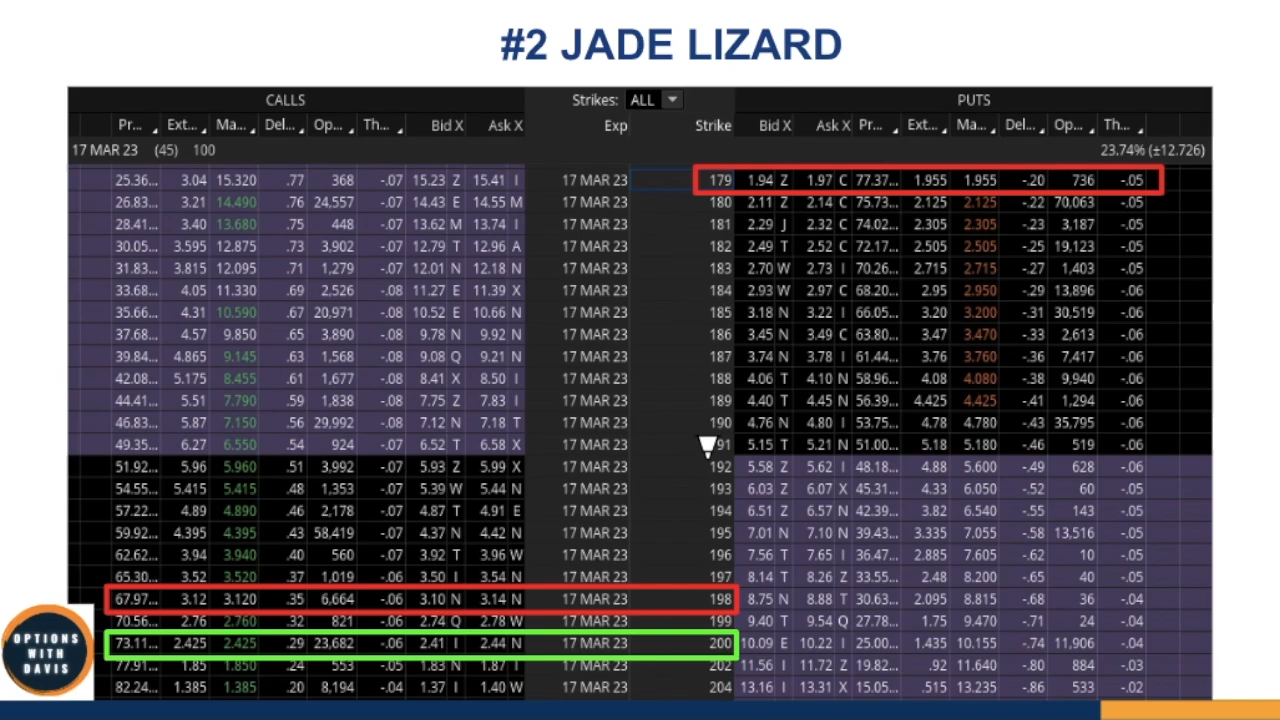 #2 JADE LIZARD
CALLS Strikes: ALL PUTS
Pr... Ext... Ma... Del... Op... Th... Bid X Ask X Exp Strike Bid X Ask X Pr... Ext... Ma... Del... Op... Th...
17 MAR 23 (45) 100 23.74% (±12.726)
25.36... 3.04 15.320 .77 368 -.07 15.23 Z 15.41 I 17 MAR 23 179 1.94 Z 1.97 C 77.37... 1.955 1.955 -.20 736 -.05
26.83... 3.21 14.490 .76 24,557 -.07 14.43 E 14.55 M 17 MAR 23 180 2.11 Z 2.14 C 75.73... 2.125 2.125 -.22 70,063 -.05
28.41... 3.40 13.680 .75 448 -.07 13.62 M 13.74 I 17 MAR 23 181 2.29 J 2.32 C 74.02... 2.305 2.305 -.23 3,187 -.05
30.05... 3.595 12.875 .73 3,902 -.07 12.79 T 12.96 A 17 MAR 23 182 2.49 T 2.52 C 72.17... 2.505 2.505 -.25 19,123 -.05
31.83... 3.815 12.095 .71 1,279 -.07 12.01 N 12.18 N 17 MAR 23 183 2.70 W 2.73 I 70.26... 2.715 2.715 -.27 1,403 -.05
33.68... 4.05 11.330 .69 2,526 -.08 11.27 E 11.39 X 17 MAR 23 184 2.93 W 2.97 C 68.20... 2.95 2.950 -.29 13,896 -.06
35.66... 4.31 10.590 .67 20,971 -.08 10.52 E 10.66 N 17 MAR 23 185 3.18 N 3.22 I 66.05... 3.20 3.200 -.31 30,519 -.06
37.68... 4.57 9.850 .65 3,890 -.08 9.78 N 9.92 N 17 MAR 23 186 3.45 N 3.49 C 63.80... 3.47 3.470 -.33 2,613 -.06
39.84... 4.865 9.145 .63 1,568 -.08 9.08 Q 9.21 N 17 MAR 23 187 3.74 N 3.78 I 61.44... 3.76 3.760 -.36 7,417 -.06
42.08... 5.175 8.455 .61 1,677 -.08 8.41 X 8.50 I 17 MAR 23 188 4.06 T 4.10 N 58.96... 4.08 4.080 -.38 9,940 -.06
44.41... 5.51 7.790 .59 1,838 -.08 7.75 Z 7.83 I 17 MAR 23 189 4.40 T 4.45 N 56.39... 4.425 4.425 -.41 1,294 -.06
46.83... 5.87 7.150 .56 29,992 -.08 7.12 N 7.18 T 17 MAR 23 190 4.76 N 4.80 I 53.75... 4.78 4.780 -.43 35,795 -.06
49.35... 6.27 6.550 .54 924 -.07 6.52 T 6.58 X 17 MAR 23 91 5.15 T 5.21 N 51.00... 5.18 5.180 -.46 519 -.06
51.92... 5.96 5.960 .51 3,992 -.07 5.93 Z 5.99 X 17 MAR 23 192 5.58 Z 5.62 I 48.18... 4.88 5.600 -.49 628 -.06
54.55... 5.415 5.415 .48 1,353 -.07 5.39 W 5.44 N 17 MAR 23 193 6.03 Z 6.07 X 45.31... 4.33 6.050 -.52 60 -.05
57.22... 4.89 4.890 .46 2,178 -.07 4.87 T 4.91 E 17 MAR 23 194 6.51 Z 6.57 N 42.39... 3.82 6.540 -.55 143 -.05
59.92... 4.395 4.395 .43 58,419 -.07 4.37 N 4.42 N 17 MAR 23 195 7.01 N 7.10 N 39.43... 3.335 7.055 -.58 13,516 -.05
62.62... 3.94 3.940 .40 560 -.07 3.92 T 3.96 W 17 MAR 23 196 7.56 T 7.65 I 36.47... 2.885 7.605 -.62 10 -.05
65.30... 3.52 3.520 .37 1,019 -.06 3.50 I 3.54 N 17 MAR 23 197 8.14 T 8.26 Z 33.55... 2.48 8.200 -.65 40 -.05
67.97... 3.12 3.120 .35 6,664 -.06 3.10 N 3.14 N 17 MAR 23 198 8.75 N 8.88 T 30.63... 2.095 8.815 -.68 36 -.04
70.56... 2.76 2.760 .32 821 -.06 2.74 Q 2.78 W 17 MAR 23 199 9.40 T 9.54 Q 27.78... 1.75 9.470 -.71 24 -.04
73.11... 2.425 2.425 .29 23,682 -.06 2.41 I 2.44 N 17 MAR 23 200 10.09 E 10.22 I 25.00... 1.435 10.155 -.74 11,906 -.04
77.91... 1.85 1.850 .24 553 -.05 1.83 N 1.87 I 17 MAR 23 202 11.56 I 11.72 Z 19.82... .92 11.640 -.80 884 -.03
82.24... 1.385 1.385 .20 8,194 -.04 1.37 I 1.40 W 17 MAR 23 204 13.16 I 13.31 X 15.05... .515 13.235 -.86 533 -.02
OPTIONS
WITH
DAVIS